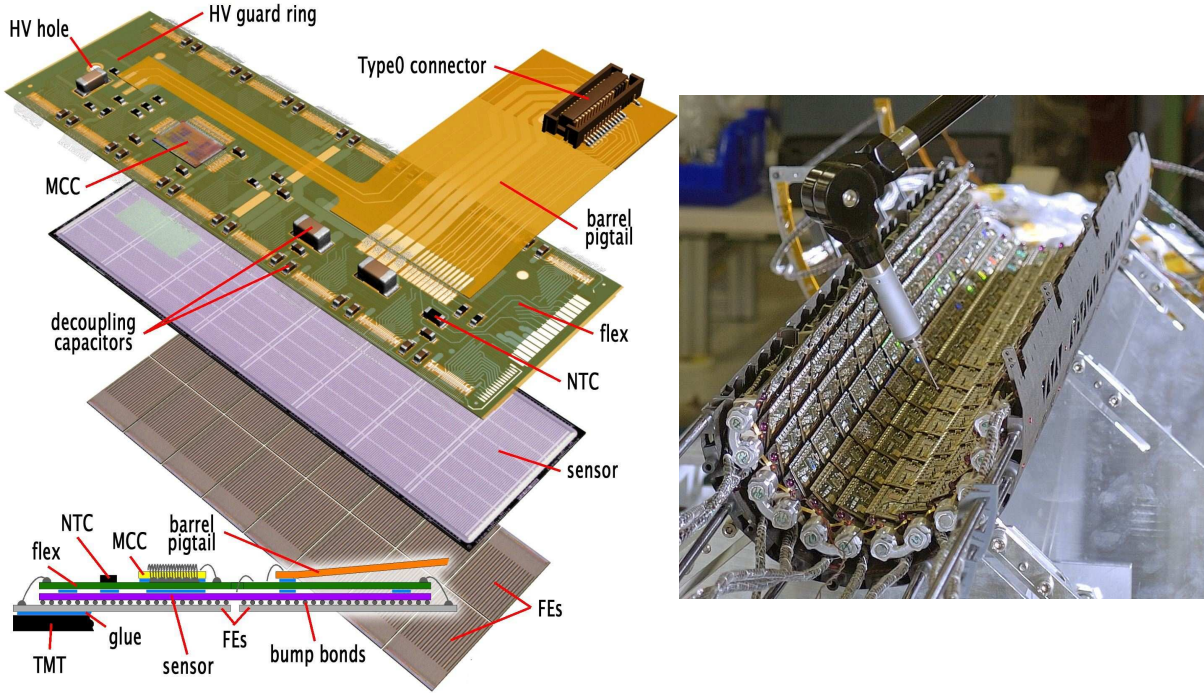 HV guard ring
HV hole
Type0 connector
MCC
barrel
pigtail
decoupling
capacitors
flex
NTC
sensor
NTC
flex
MCC
barrel
pigtail
FEs
glue
FEs
TMT
sensor
bump bonds